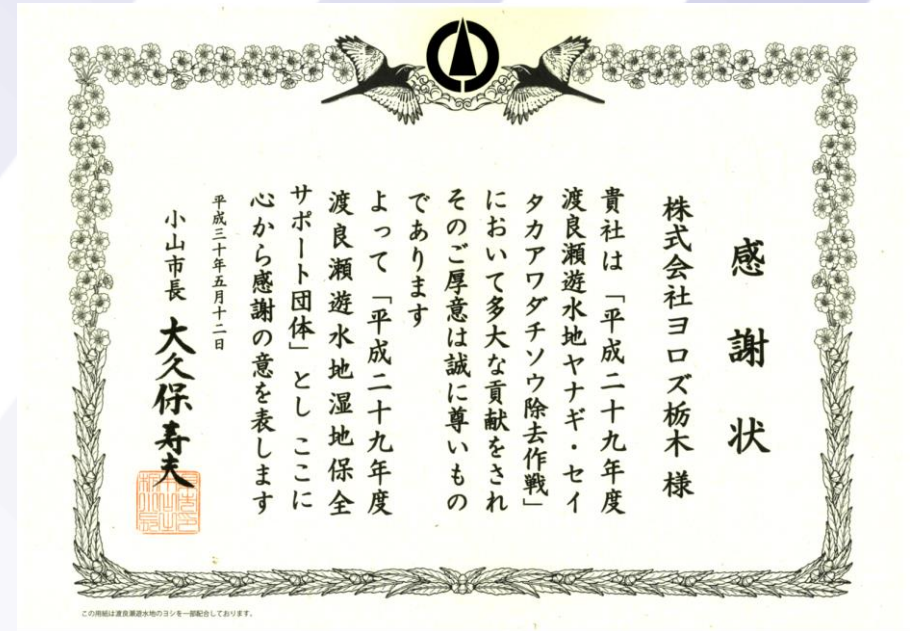 感謝状
株式会社ヨロズ栃木 様
貴社は「平成二十九年度
渡良瀬遊水地ヤナギ・セイ
タカアワダチソウ除去作戦」
において多大な貢献をされ
そのご厚意は誠に尊いもの
であります
よって「平成二十九年度
渡良瀬遊水地湿地保全
サポート団体」とし ここに
心から感謝の意を表します
平成三十年五月十二日
小山市長 大久保寿夫
この用紙は渡良瀬遊水地のヨシを一部配合しております。